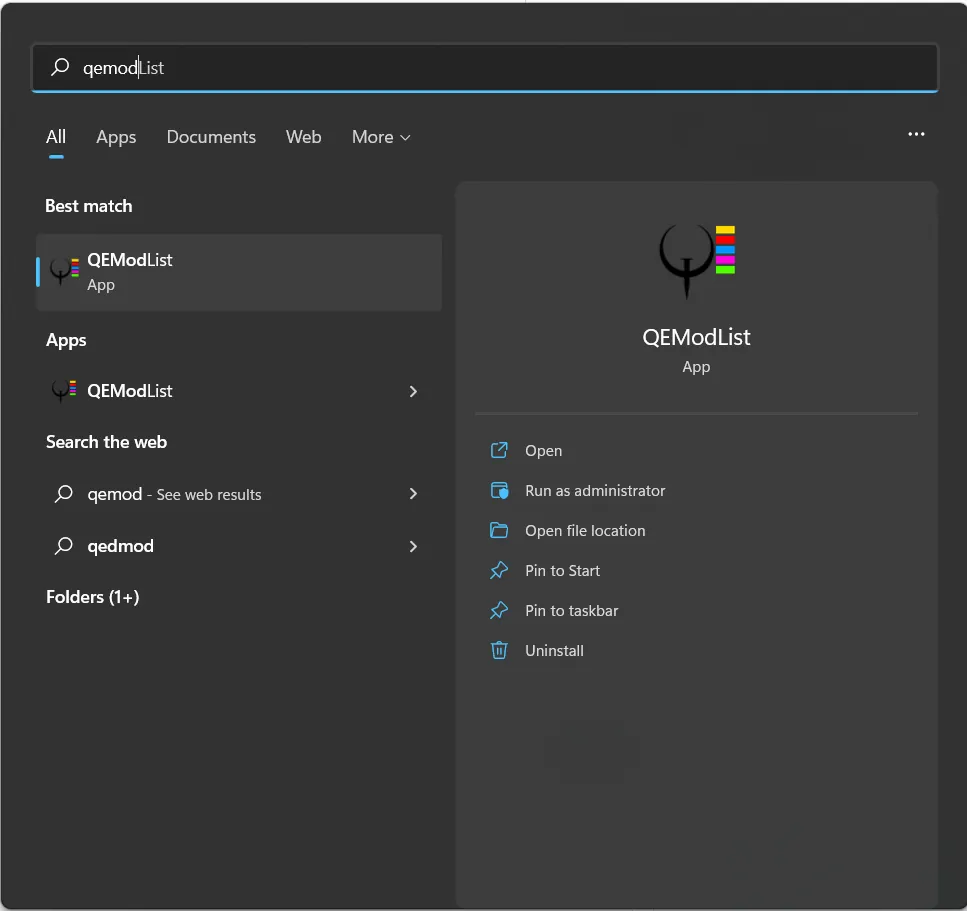 qemodList
All Apps Documents Web More
Best match
QEModList
App
Apps
QEModList
Search the web
qemod - See web results
qedmod
Folders (1+)
QEModList
App
Open
Run as administrator
Open file location
Pin to Start
Pin to taskbar
Uninstall